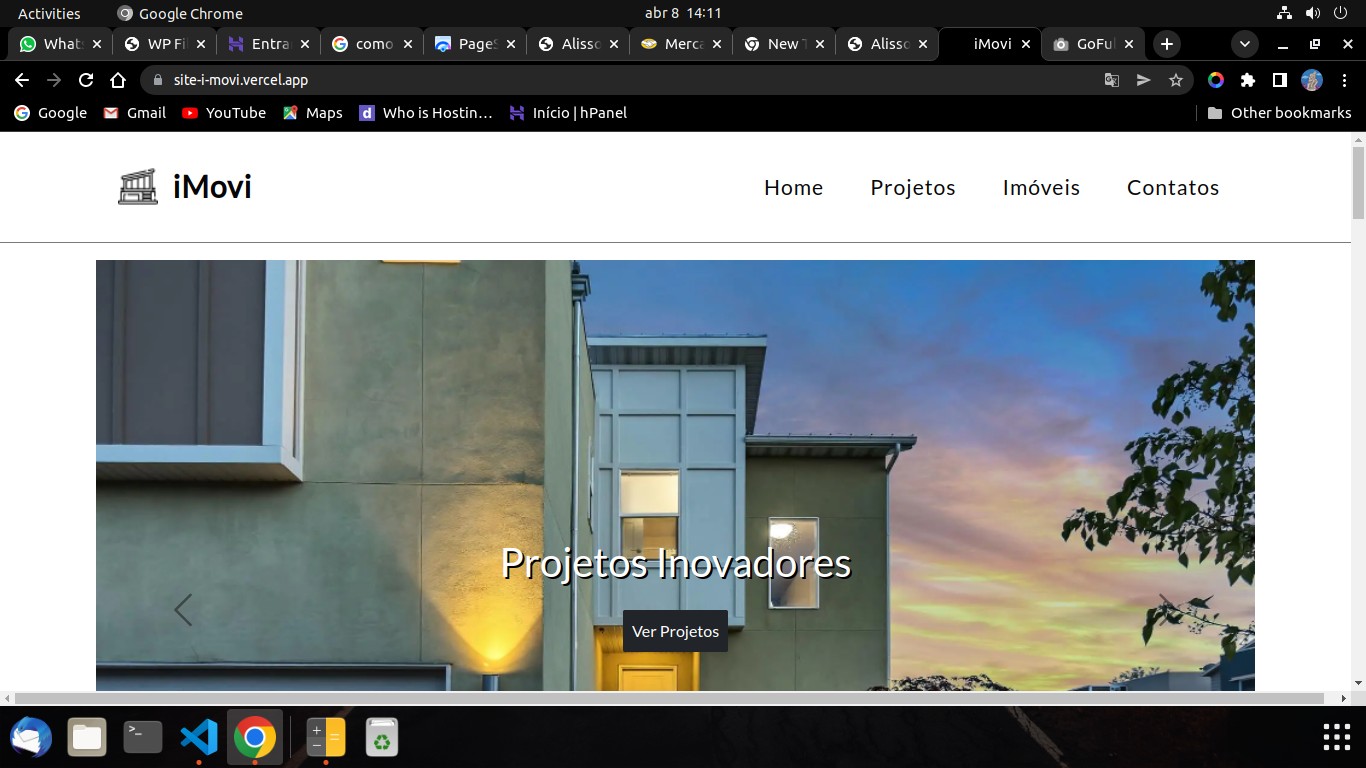 Activities Google Chrome abr 8 14:11
What: WP Fi Entra como Page Alisso Merca New T Alisso iMovi GoFul
site-i-movi.vercel.app
Google Gmail YouTube Maps Who is Hostin... Início | hPanel Other bookmarks
iMovi Home Projetos Imóveis Contatos
Projetos Inovadores
Ver Projetos